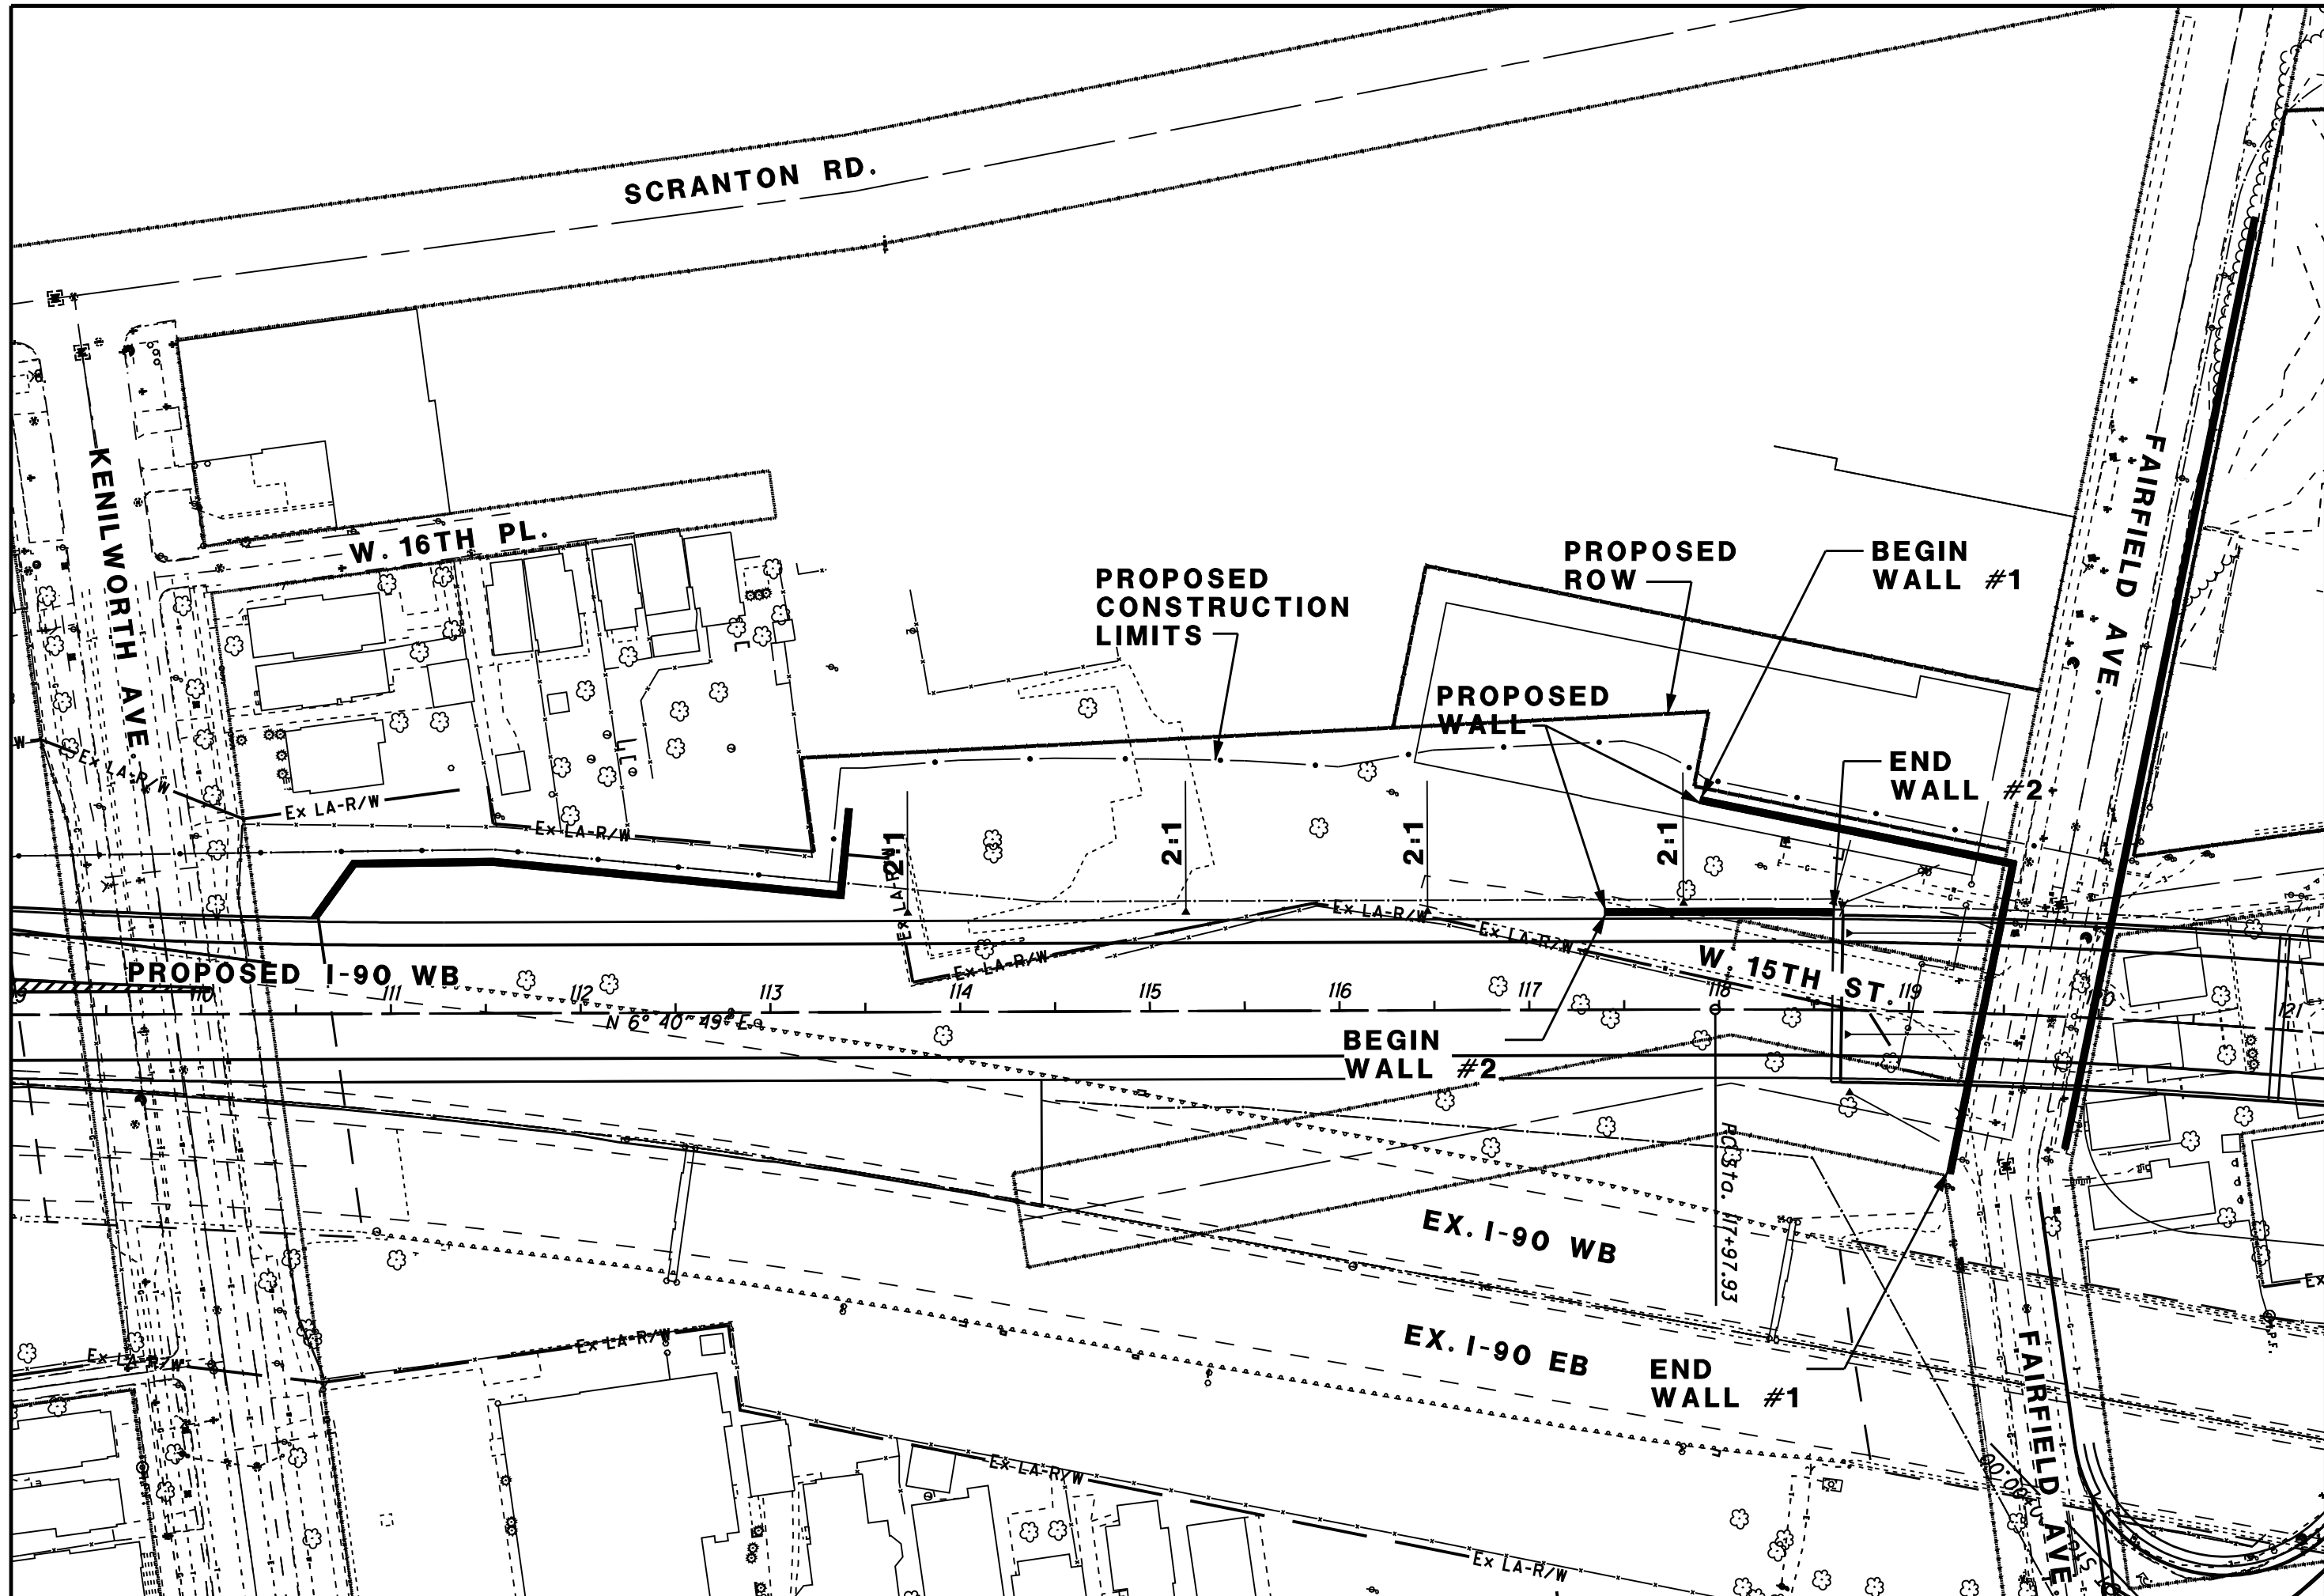 SCRANTON RD.
KENILWORTH AVE.
W. 16TH PL.
FAIRFIELD AVE.
PROPOSED
CONSTRUCTION
LIMITS
PROPOSED
ROW
BEGIN
WALL #1
PROPOSED
WALL
END
WALL #2
Ex LA-R/W
Ex LA-R/W
Ex LA-R/W
Ex LA-R/W
2:1
2:1
2:1
2:1
Ex LA-R/W
Ex LA-R/W
Ex LA-R/W
PROPOSED I-90 WB
W. 15TH ST.
110
111
112
113
114
115
116
117
118
119
120
121
N 6° 40' 49" E
BEGIN
WALL #2
PC Sta. 117+97.93
EX. I-90 WB
EX. I-90 EB
END
WALL #1
FAIRFIELD AVE.
Ex LA-R/W
Ex LA-R/W
Ex LA-R/W
Ex LA-R/W